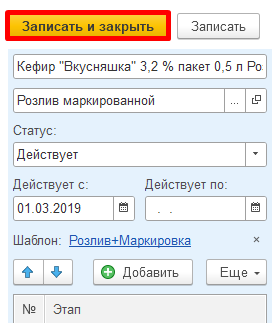 Записать и закрыть Записать
Кефир "Вкусняшка" 3,2 % пакет 0,5 л Роз
Розлив маркированной ...
Статус:
Действует
Действует с: Действует по:
01.03.2019 . .
Шаблон: Розлив+Маркировка ×
Добавить Еще
№ Этап